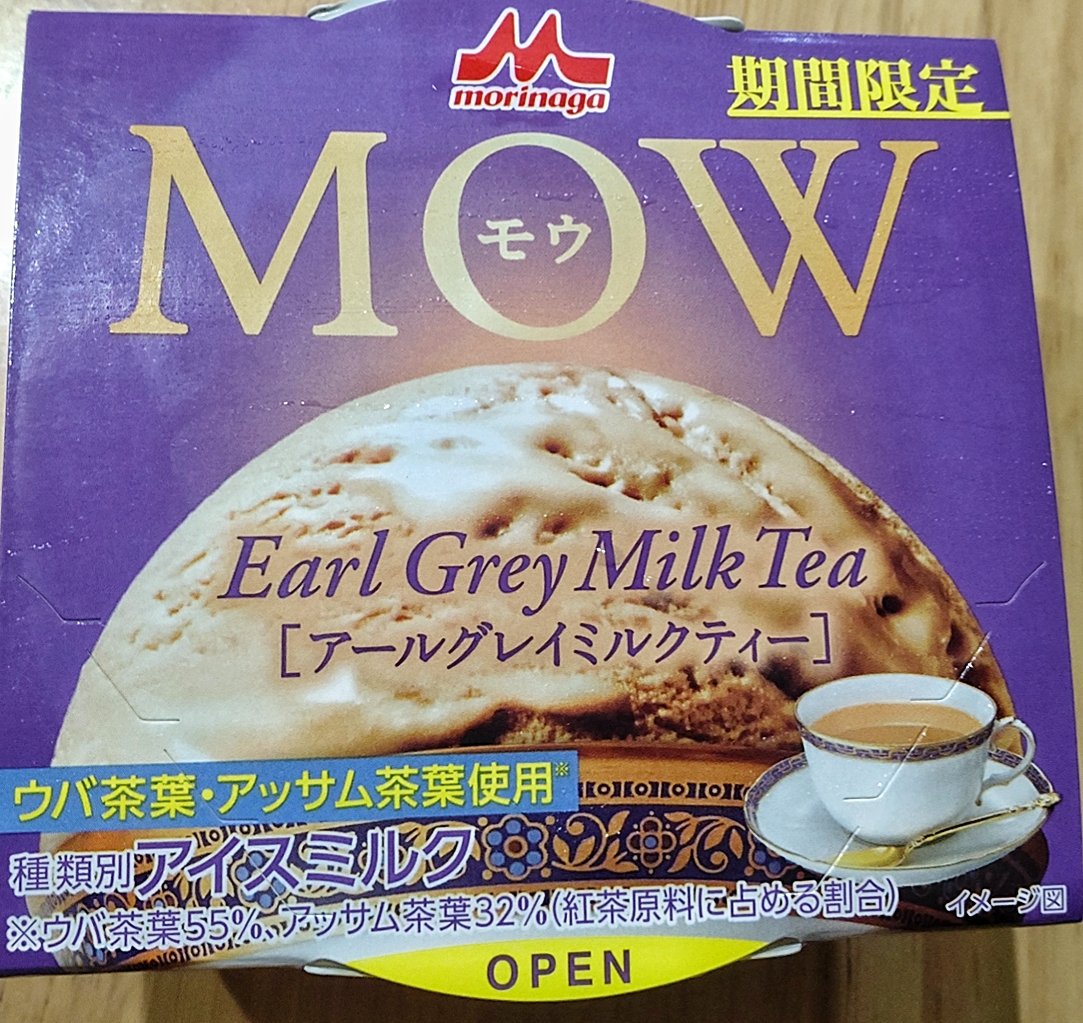 morinaga
期間限定
MOW
モウ
Earl Grey Milk Tea
[アールグレイミルクティー]
ウバ茶葉・アッサム茶葉使用※
種類別アイスミルク
※ウバ茶葉55%、アッサム茶葉32%(紅茶原料に占める割合)
イメージ図
OPEN